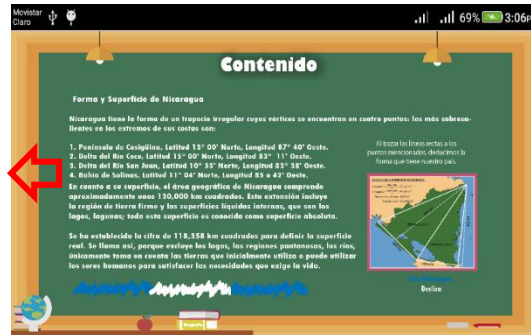 Movistar
Claro
69%
3:06P
Contenido
Forma y Superficie de Nicaragua
Nicaragua tiene la forma de un trapecio irregular cuyos vértices se encuentran en cuatro puntos: los más sobresa-
lientes en los extremos de sus costas son:
1. Península de Cosigüina, Latitud 13° 00' Norte, Longitud 87° 40' Oeste.
2. Delta del Río Coco, Latitud 15° 00' Norte, Longitud 83° 11' Oeste.
3. Delta del Río San Juan, Latitud 10° 53' Norte, Longitud 83° 38' Oeste.
4. Bahía de Salinas, Latitud 11° 04' Norte, Longitud 85 o 42' Oeste.
En cuanto a su superficie, el área geográfica de Nicaragua comprende
aproximadamente unos 130,000 km cuadrados. Esta extensión incluye
la región de tierra firme y las superficies líquidas internas, que son los
lagos, lagunas; toda esta superficie es conocida como superficie absoluta.
Se ha establecido la cifra de 118,358 km cuadrados para definir la superficie
real. Se llama así, porque excluye los lagos, las regiones pantanosas, los ríos,
únicamente toma en cuenta las tierras que inicialmente utiliza o puede utilizar
los seres humanos para satisfacer las necesidades que exige la vida.
Al trazar las líneas rectas a los
puntos mencionados, deducimos la
forma que tiene nuestro país.
Deslizo